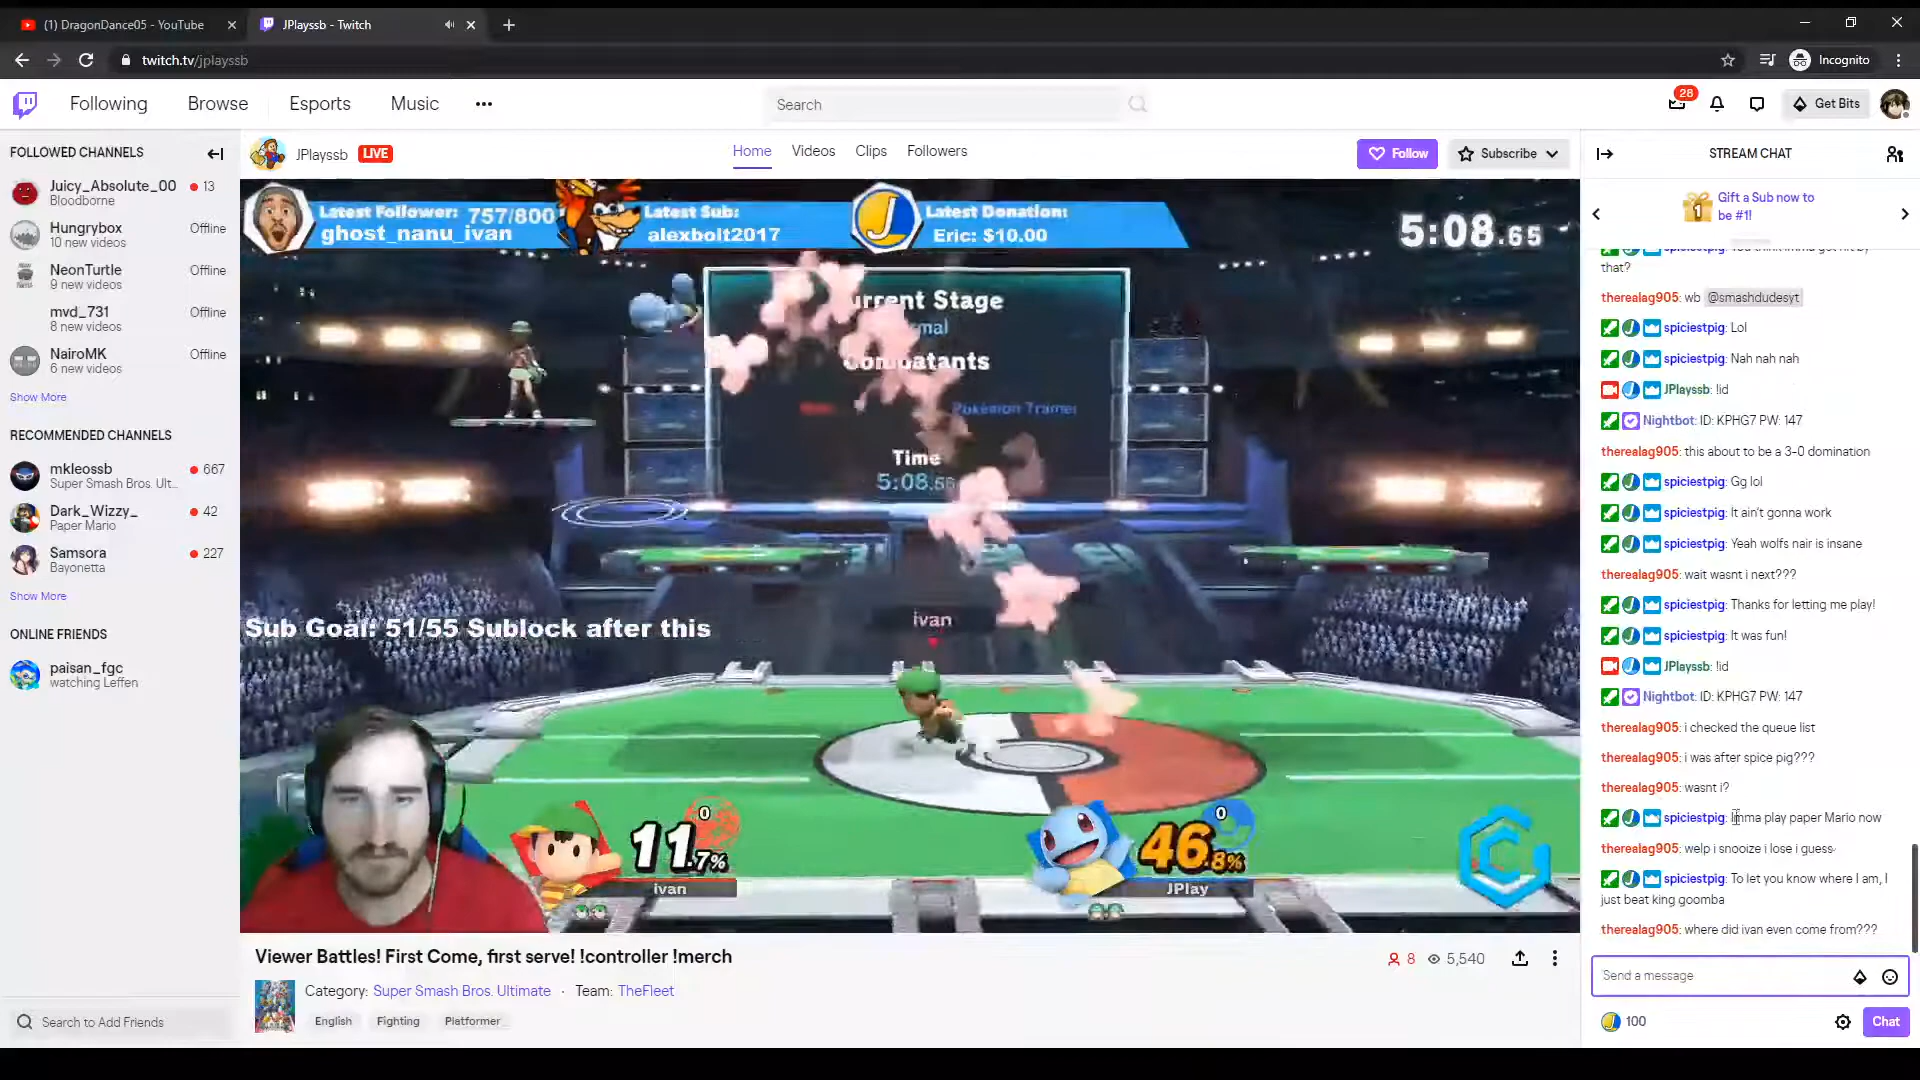 (1) DragonDance05 - YouTube
JPlayssb - Twitch
twitch.tv/jplayssb
Incognito
Following
Browse
Esports
Music
Search
28
Get Bits
FOLLOWED CHANNELS
Juicy_Absolute_00
13
Bloodborne
Hungrybox
Offline
10 new videos
NeonTurtle
Offline
9 new videos
mvd_731
Offline
8 new videos
NairoMK
Offline
6 new videos
Show More
RECOMMENDED CHANNELS
mkleossb
667
Super Smash Bros. Ult...
Dark_Wizzy_
42
Paper Mario
Samsora
227
Bayonetta
Show More
ONLINE FRIENDS
paisan_fgc
watching Leffen
Search to Add Friends
JPlayssb
LIVE
Home
Videos
Clips
Followers
Follow
Subscribe
Latest Follower: 757/800
ghost_nanu_ivan
Latest Sub:
alexbolt2017
Latest Donation:
Eric: $10.00
5:08.65
Current Stage
Combatants
Pokémon Trainer
Time
5:08.
Sub Goal: 51/55 Sublock after this
ivan
11.7%
0
ivan
46.8%
0
JPlay
Viewer Battles! First Come, first serve! !controller !merch
8
5,540
Category: Super Smash Bros. Ultimate · Team: TheFleet
English
Fighting
Platformer
STREAM CHAT
1
Gift a Sub now to
be #1!
that?
therealag905: wb @smashdudesyt
spiciestpig: Lol
spiciestpig: Nah nah nah
JPlayssb: !id
Nightbot: ID: KPHG7 PW: 147
therealag905: this about to be a 3-0 domination
spiciestpig: Gg lol
spiciestpig: It ain't gonna work
spiciestpig: Yeah wolfs nair is insane
therealag905: wait wasnt i next???
spiciestpig: Thanks for letting me play!
spiciestpig: It was fun!
JPlayssb: !id
Nightbot: ID: KPHG7 PW: 147
therealag905: i checked the queue list
therealag905: i was after spice pig???
therealag905: wasnt i?
spiciestpig: Imma play paper Mario now
therealag905: welp i snooize i lose i guess
spiciestpig: To let you know where I am, I
just beat king goomba
therealag905: where did ivan even come from???
Send a message
100
Chat